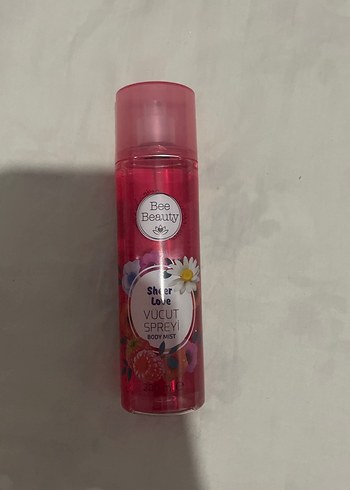 Bee
Beauty
Sheer
Love
VÜCUT
SPREYİ
BODY MIST